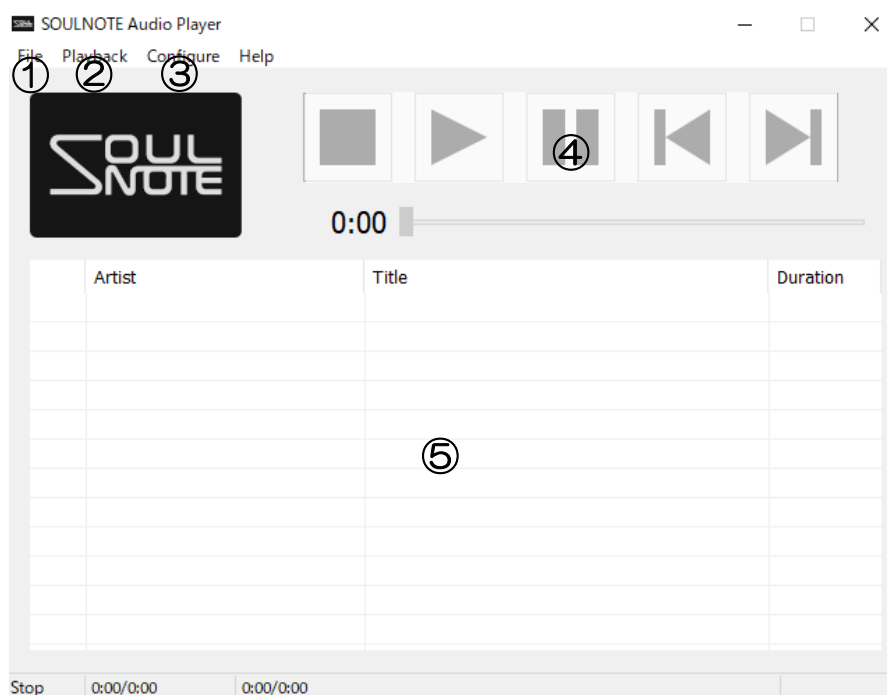 SOULNOTE Audio Player
File Playback Configure Help
① ② ③
SOUL
NOTE
④
0:00
Artist Title Duration
⑤
Stop 0:00/0:00 0:00/0:00